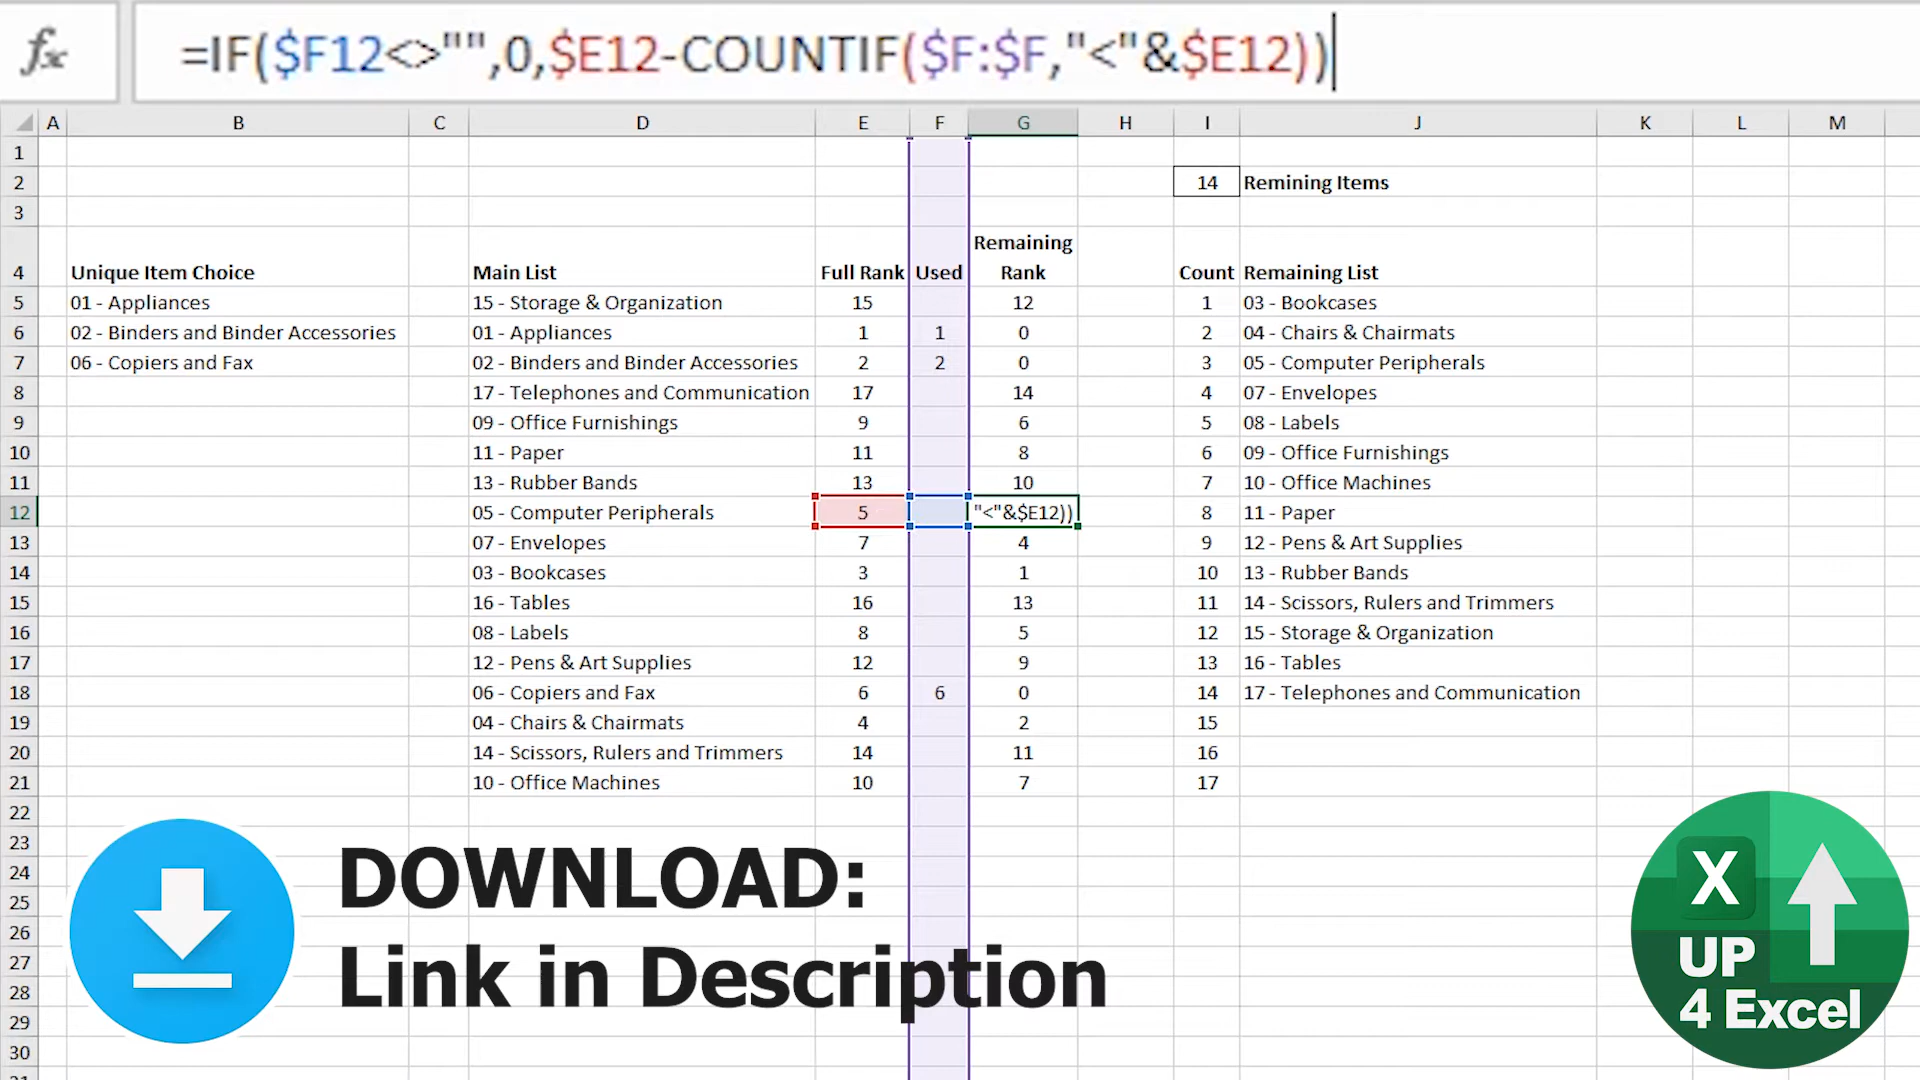 fx =IF($F12<>"",0,$E12-COUNTIF($F:$F,"<"&$E12))
A B C D E F G H I J K L M
1
2 14 Remining Items
3
Remaining
4 Unique Item Choice Main List Full Rank Used Rank Count Remaining List
5 01 - Appliances 15 - Storage & Organization 15 12 1 03 - Bookcases
6 02 - Binders and Binder Accessories 01 - Appliances 1 1 0 2 04 - Chairs & Chairmats
7 06 - Copiers and Fax 02 - Binders and Binder Accessories 2 2 0 3 05 - Computer Peripherals
8 17 - Telephones and Communication 17 14 4 07 - Envelopes
9 09 - Office Furnishings 9 6 5 08 - Labels
10 11 - Paper 11 8 6 09 - Office Furnishings
11 13 - Rubber Bands 13 10 7 10 - Office Machines
12 05 - Computer Peripherals 5 "<"&$E12)) 8 11 - Paper
13 07 - Envelopes 7 4 9 12 - Pens & Art Supplies
14 03 - Bookcases 3 1 10 13 - Rubber Bands
15 16 - Tables 16 13 11 14 - Scissors, Rulers and Trimmers
16 08 - Labels 8 5 12 15 - Storage & Organization
17 12 - Pens & Art Supplies 12 9 13 16 - Tables
18 06 - Copiers and Fax 6 6 0 14 17 - Telephones and Communication
19 04 - Chairs & Chairmats 4 2 15
20 14 - Scissors, Rulers and Trimmers 14 11 16
21 10 - Office Machines 10 7 17
22
23
24
25
26
27
28
29
30
DOWNLOAD:
Link in Description
X
UP
4 Excel